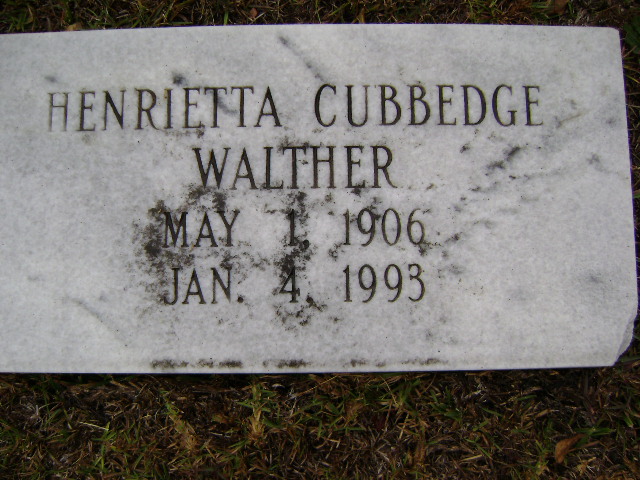 HENRIETTA CUBBEDGE
WALTHER
MAY 1, 1906
JAN. 4, 1993